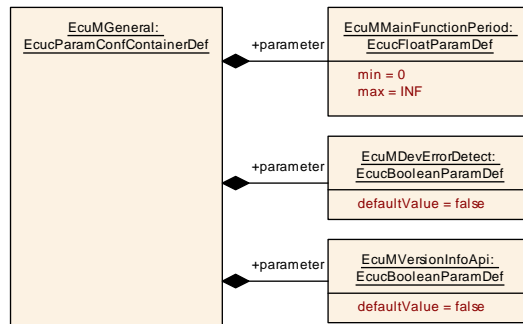 EcuMGeneral:
EcucParamConfContainerDef
+parameter
EcuMMainFunctionPeriod:
EcucFloatParamDef
min = 0
max = INF
+parameter
EcuMDevErrorDetect:
EcucBooleanParamDef
defaultValue = false
+parameter
EcuMVersionInfoApi:
EcucBooleanParamDef
defaultValue = false